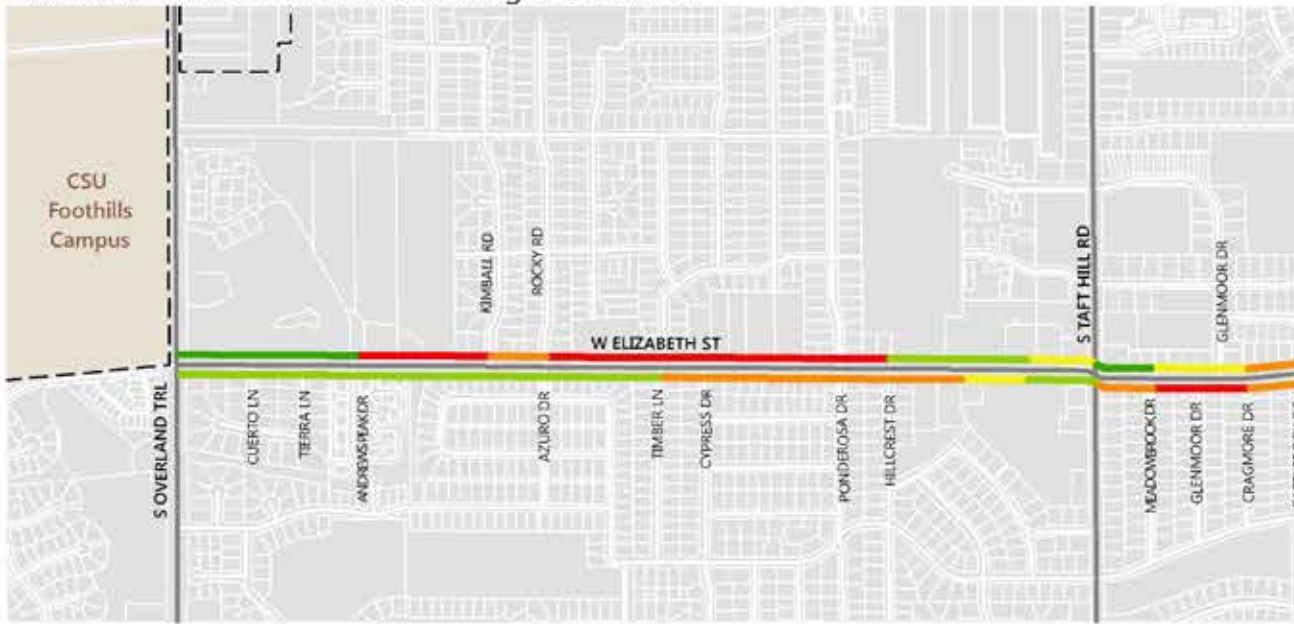 CSU
Foothills
Campus
KIMBALL RD
ROCKY RD
S TAFT HILL RD
GLENMOOR DR
W ELIZABETH ST
S OVERLAND TRL
CUERTO LN
TIERRA LN
ANDREWS PEAK DR
AZURO DR
TIMBER LN
CYPRESS DR
PONDEROSA DR
HILLCREST DR
MEADOWBROOK DR
GLENMOOR DR
CRAGMORE DR